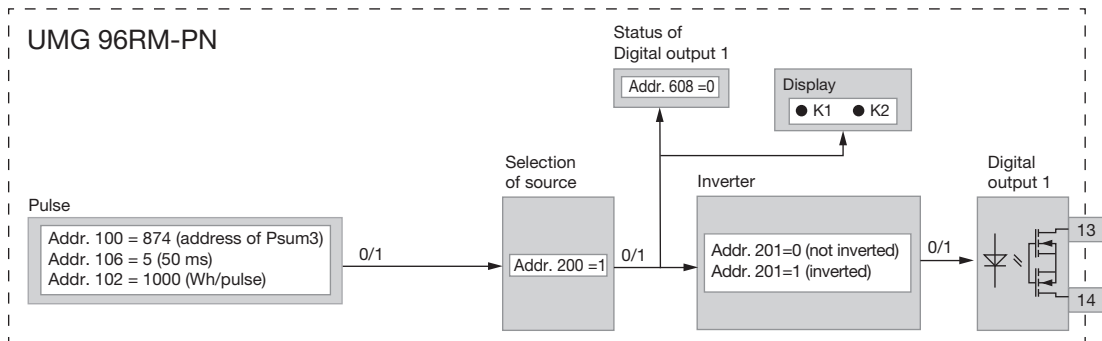 UMG 96RM-PN
Status of
Digital output 1
Addr. 608 =0
Display
K1 K2
Pulse
Addr. 100 = 874 (address of Psum3)
Addr. 106 = 5 (50 ms)
Addr. 102 = 1000 (Wh/pulse)
0/1
Selection
of source
Addr. 200 =1
0/1
Inverter
Addr. 201=0 (not inverted)
Addr. 201=1 (inverted)
0/1
Digital
output 1
13
14